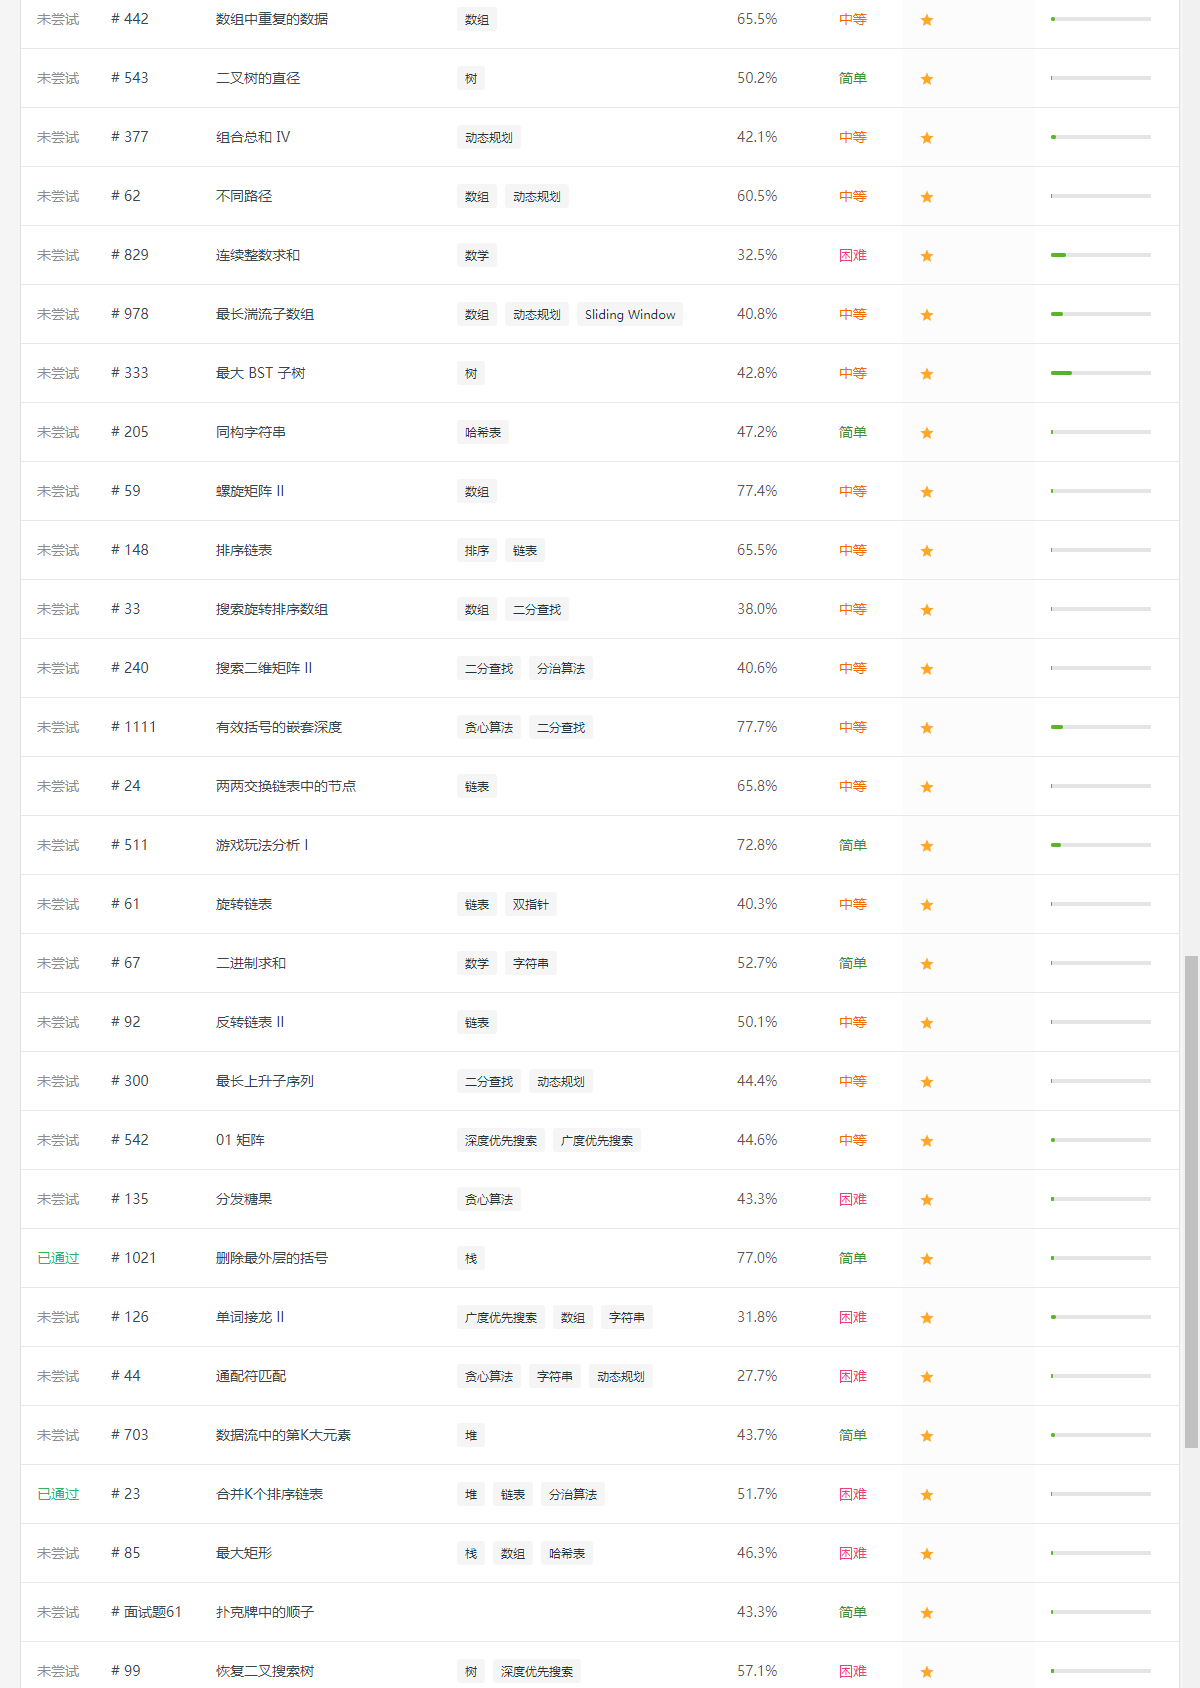 未尝试 # 442 数组中重复的数据 数组 65.5% 中等
未尝试 # 543 二叉树的直径 树 50.2% 简单
未尝试 # 377 组合总和 IV 动态规划 42.1% 中等
未尝试 # 62 不同路径 数组 动态规划 60.5% 中等
未尝试 # 829 连续整数求和 数学 32.5% 困难
未尝试 # 978 最长湍流子数组 数组 动态规划 Sliding Window 40.8% 中等
未尝试 # 333 最大 BST 子树 树 42.8% 中等
未尝试 # 205 同构字符串 哈希表 47.2% 简单
未尝试 # 59 螺旋矩阵 II 数组 77.4% 中等
未尝试 # 148 排序链表 排序 链表 65.5% 中等
未尝试 # 33 搜索旋转排序数组 数组 二分查找 38.0% 中等
未尝试 # 240 搜索二维矩阵 II 二分查找 分治算法 40.6% 中等
未尝试 # 1111 有效括号的嵌套深度 贪心算法 二分查找 77.7% 中等
未尝试 # 24 两两交换链表中的节点 链表 65.8% 中等
未尝试 # 511 游戏玩法分析 I 72.8% 简单
未尝试 # 61 旋转链表 链表 双指针 40.3% 中等
未尝试 # 67 二进制求和 数学 字符串 52.7% 简单
未尝试 # 92 反转链表 II 链表 50.1% 中等
未尝试 # 300 最长上升子序列 二分查找 动态规划 44.4% 中等
未尝试 # 542 01 矩阵 深度优先搜索 广度优先搜索 44.6% 中等
未尝试 # 135 分发糖果 贪心算法 43.3% 困难
已通过 # 1021 删除最外层的括号 栈 77.0% 简单
未尝试 # 126 单词接龙 II 广度优先搜索 数组 字符串 31.8% 困难
未尝试 # 44 通配符匹配 贪心算法 字符串 动态规划 27.7% 困难
未尝试 # 703 数据流中的第K大元素 堆 43.7% 简单
已通过 # 23 合并K个排序链表 堆 链表 分治算法 51.7% 困难
未尝试 # 85 最大矩形 栈 数组 哈希表 46.3% 困难
未尝试 # 面试题61 扑克牌中的顺子 43.3% 简单
未尝试 # 99 恢复二叉搜索树 树 深度优先搜索 57.1% 困难